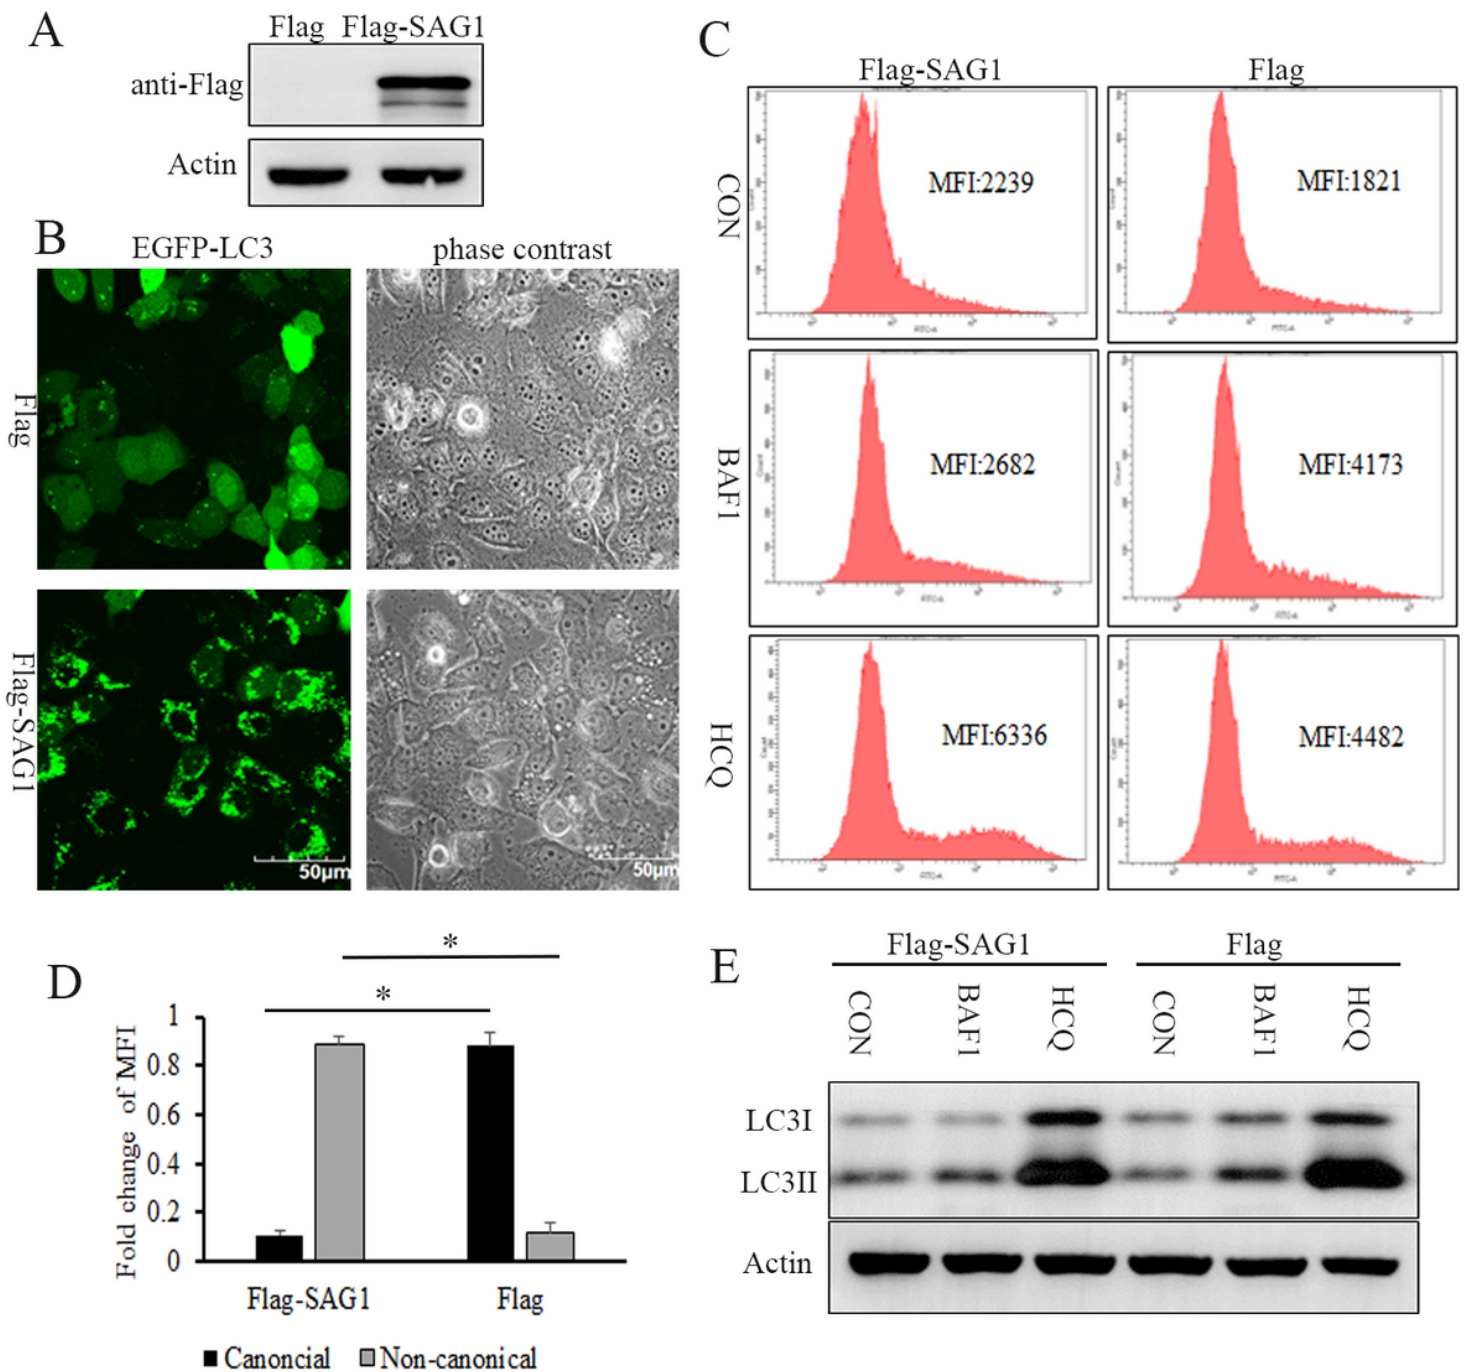 A
Flag Flag-SAG1
anti-Flag
Actin
B
EGFP-LC3 phase contrast
Flag
Flag-SAG1
50μm
50μm
C
Flag-SAG1 Flag
CON
MFI:2239
MFI:1821
BAF1
MFI:2682
MFI:4173
HCQ
MFI:6336
MFI:4482
D
*
*
Fold change of MFI
1
0.8
0.6
0.4
0.2
0
Flag-SAG1 Flag
Canoncial Non-canonical
E
Flag-SAG1 Flag
CON BAF1 HCQ CON BAF1 HCQ
LC3I
LC3II
Actin